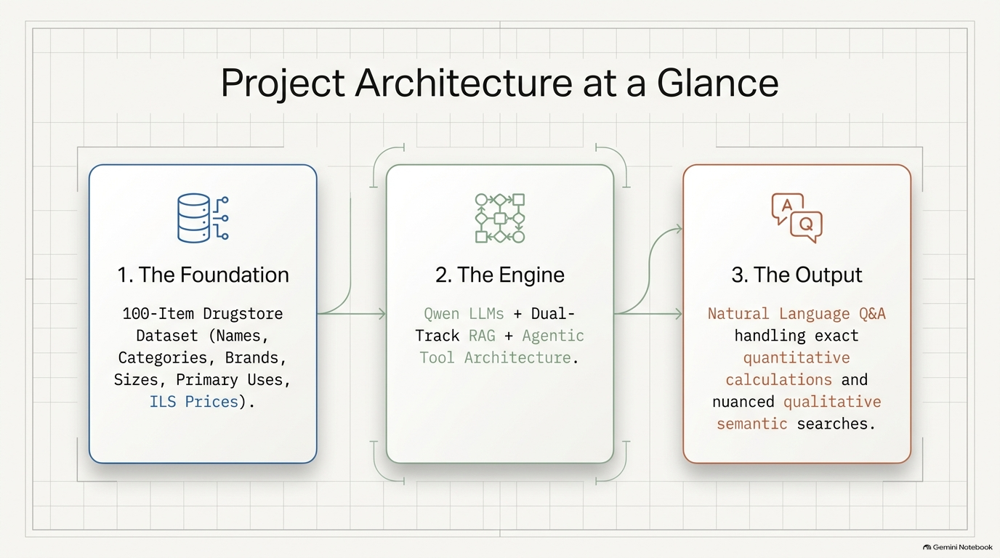 Project Architecture at a Glance
1. The Foundation
100-Item Drugstore
Dataset (Names,
Categories, Brands,
Sizes, Primary Uses,
ILS Prices).
2. The Engine
Qwen LLMs + Dual-
Track RAG + Agentic
Tool Architecture.
A
Q
3. The Output
Natural Language Q&A
handling exact
quantitative
calculations and
nuanced qualitative
semantic searches.
Gemini Notebook